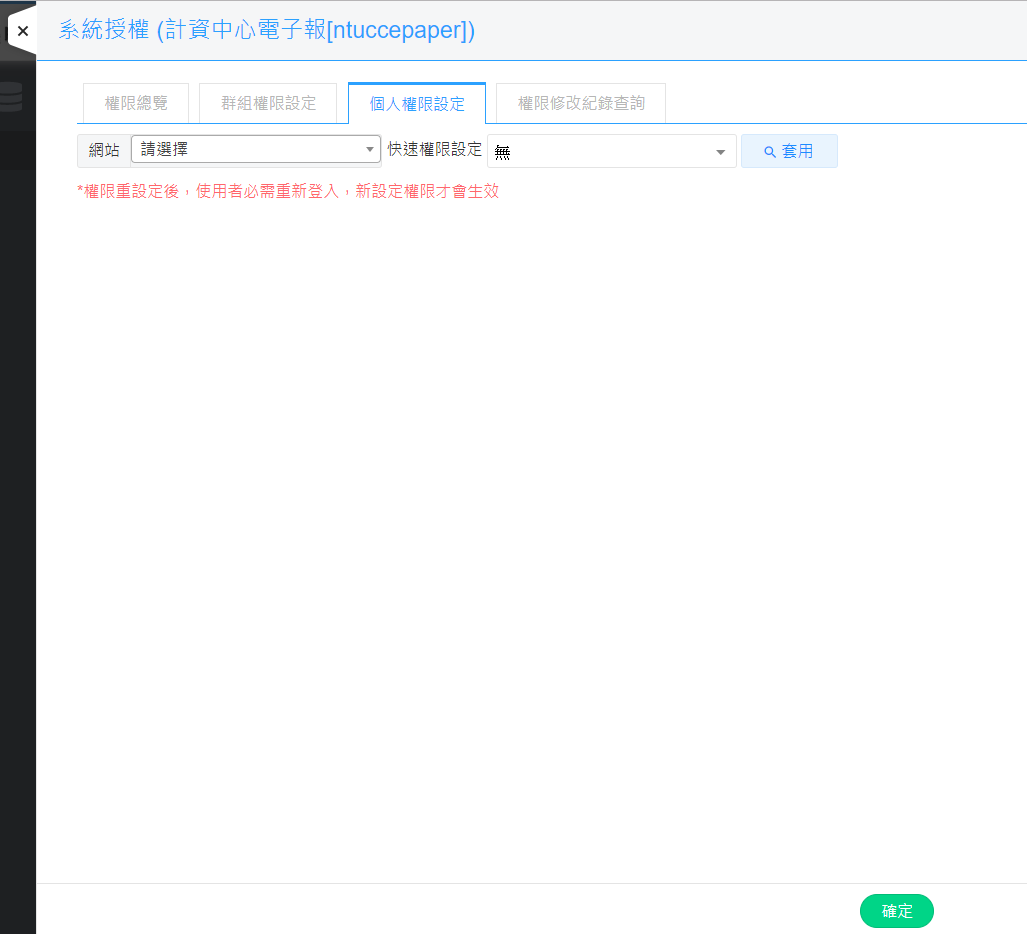 系統授權 (計資中心電子報[ntuccepaper])
權限總覽 群組權限設定 個人權限設定 權限修改紀錄查詢
網站 請選擇 快速權限設定 無 套用
*權限重設定後，使用者必需重新登入，新設定權限才會生效
確定